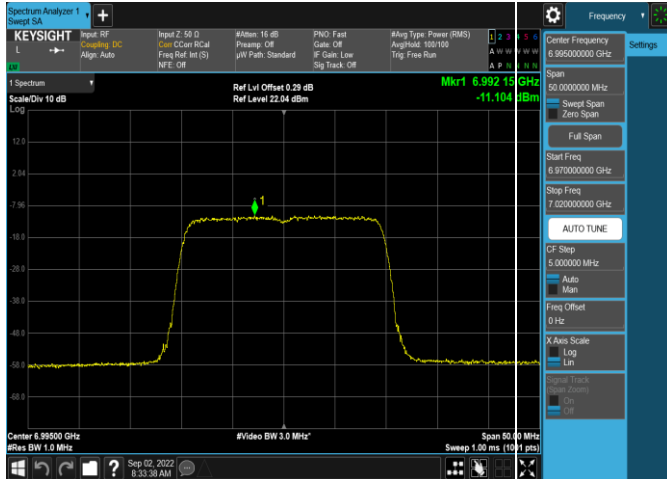 Spectrum Analyzer 1
Swept SA
Frequency
KEYSIGHT
Input: RF
Input Z: 50 Ω
#Atten: 16 dB
PNO: Fast
#Avg Type: Power (RMS)
1 2 3 4 5 6
L
Coupling: DC
Corr CCorr RCal
Preamp: Off
Gate: Off
Avg|Hold: 100/100
A W W W W W
Align: Auto
Freq Ref: Int (S)
µW Path: Standard
IF Gain: Low
Trig: Free Run
NFE: Off
Sig Track: Off
A P N N N N
1 Spectrum
Scale/Div 10 dB
Log
Ref Lvl Offset 0.29 dB
Ref Level 22.04 dBm
Mkr1 6.992 15 GHz
-11.104 dBm
12.0
2.04
-7.96
-18.0
-28.0
-38.0
-48.0
-58.0
-68.0
1
Center 6.99500 GHz
#Video BW 3.0 MHz*
Span 50.00 MHz
#Res BW 1.0 MHz
Sweep 1.00 ms (1001 pts)
Sep 02, 2022
8:33:38 AM
Settings
Center Frequency
6.995000000 GHz
Span
50.0000000 MHz
Swept Span
Zero Span
Full Span
Start Freq
6.970000000 GHz
Stop Freq
7.020000000 GHz
AUTO TUNE
CF Step
5.000000 MHz
Auto
Man
Freq Offset
0 Hz
X Axis Scale
Log
Lin
Signal Track
(Span Zoom)
On
Off